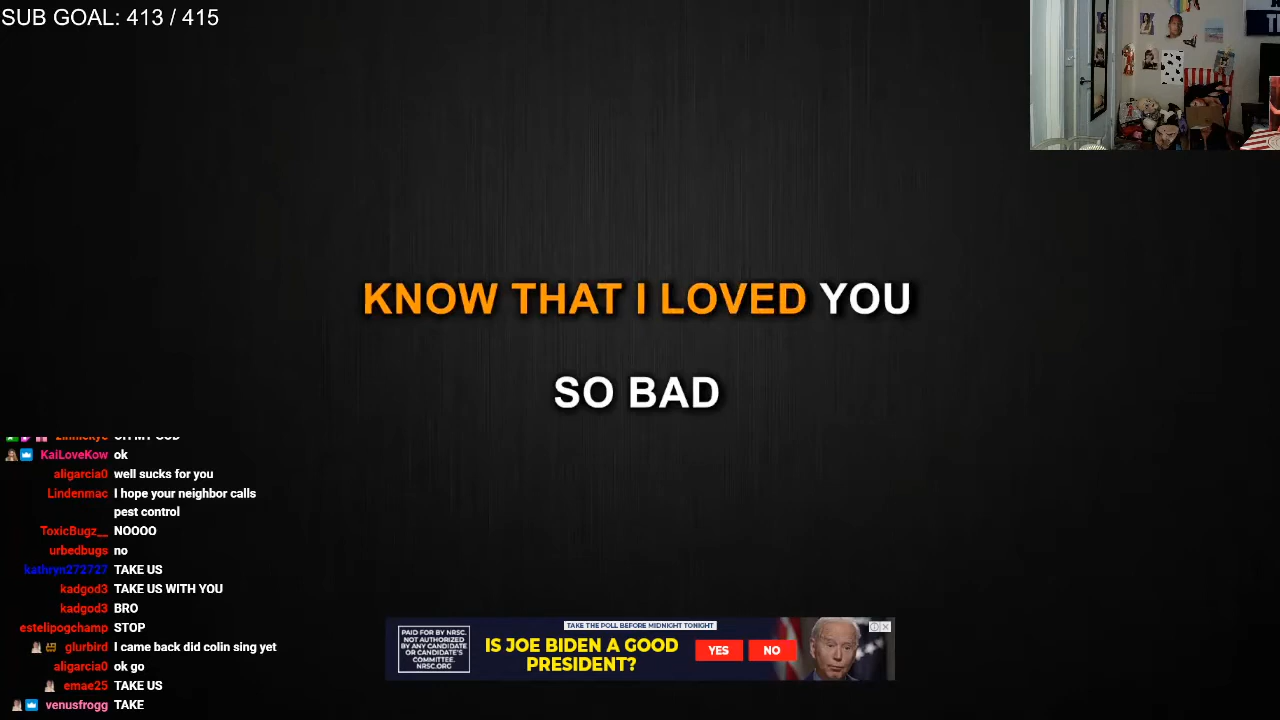 SUB GOAL: 413 / 415
KNOW THAT I LOVED YOU
SO BAD
KaiLoveKow ok
aligarcia0 well sucks for you
Lindenmac I hope your neighbor calls
pest control
ToxicBugz__ NOOOO
urbedbugs no
kathryn272727 TAKE US
kadgod3 TAKE US WITH YOU
kadgod3 BRO
estelipogchamp STOP
glurbird I came back did colin sing yet
aligarcia0 ok go
emae25 TAKE US
venusfrogg TAKE
TAKE THE POLL BEFORE MIDNIGHT TONIGHT
PAID FOR BY NRSC.
NOT AUTHORIZED
BY ANY CANDIDATE
OR CANDIDATE'S
COMMITTEE.
NRSC.ORG
IS JOE BIDEN A GOOD
PRESIDENT?
YES
NO